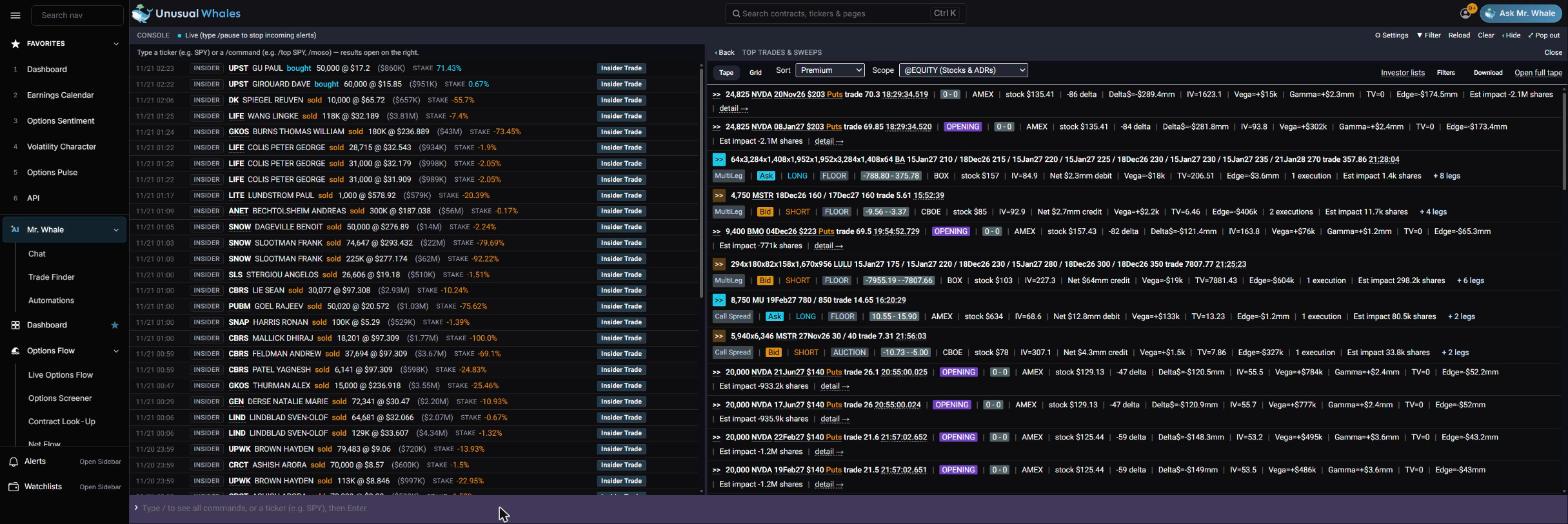 Search nav
Unusual Whales
Search contracts, tickers & pages
Ctrl K
9+
Ask Mr. Whale
FAVORITES
1 Dashboard
2 Earnings Calendar
3 Options Sentiment
4 Volatility Character
5 Options Pulse
6 API
AI Mr. Whale
Chat
Trade Finder
Automations
Dashboard
Options Flow
Live Options Flow
Options Screener
Contract Look-Up
Net Flow
Alerts Open Sidebar
Watchlists Open Sidebar
CONSOLE Live (type /pause to stop incoming alerts)
Settings Filter Reload Clear Hide Pop out
Type a ticker (e.g. SPY) or a /command (e.g. /top SPY, /moso) — results open on the right.
11/21 02:23 INSIDER UPST GU PAUL bought 50,000 @ $17.2 ($860K) STAKE 71.43% Insider Trade
11/21 02:22 INSIDER UPST GIROUARD DAVE bought 60,000 @ $15.85 ($951K) STAKE 0.67% Insider Trade
11/21 02:06 INSIDER DK SPIEGEL REUVEN sold 10,000 @ $65.72 ($657K) STAKE -55.7% Insider Trade
11/21 01:25 INSIDER LIFE WANG LINGKE sold 118K @ $32.189 ($3.81M) STAKE -7.4% Insider Trade
11/21 01:24 INSIDER GKOS BURNS THOMAS WILLIAM sold 180K @ $236.889 ($43M) STAKE -73.45% Insider Trade
11/21 01:22 INSIDER LIFE COLIS PETER GEORGE sold 28,715 @ $32.543 ($934K) STAKE -1.9% Insider Trade
11/21 01:22 INSIDER LIFE COLIS PETER GEORGE sold 31,000 @ $32.179 ($998K) STAKE -2.05% Insider Trade
11/21 01:22 INSIDER LIFE COLIS PETER GEORGE sold 31,000 @ $31.909 ($989K) STAKE -2.05% Insider Trade
11/21 01:17 INSIDER LITE LUNDSTROM PAUL sold 1,000 @ $578.92 ($579K) STAKE -20.39% Insider Trade
11/21 01:09 INSIDER ANET BECHTOLSHEIM ANDREAS sold 300K @ $187.038 ($56M) STAKE -0.17% Insider Trade
11/21 01:05 INSIDER SNOW DAGEVILLE BENOIT sold 50,000 @ $276.89 ($14M) STAKE -2.24% Insider Trade
11/21 01:03 INSIDER SNOW SLOOTMAN FRANK sold 74,647 @ $293.432 ($22M) STAKE -79.69% Insider Trade
11/21 01:03 INSIDER SNOW SLOOTMAN FRANK sold 225K @ $277.174 ($62M) STAKE -92.22% Insider Trade
11/21 01:00 INSIDER SLS STERGIOU ANGELOS sold 26,606 @ $19.18 ($510K) STAKE -1.51% Insider Trade
11/21 01:00 INSIDER CBRS LIE SEAN sold 30,077 @ $97.308 ($2.93M) STAKE -10.24% Insider Trade
11/21 01:00 INSIDER PUBM GOEL RAJEEV sold 50,020 @ $20.572 ($1.03M) STAKE -75.62% Insider Trade
11/21 01:00 INSIDER SNAP HARRIS RONAN sold 100K @ $5.29 ($529K) STAKE -1.39% Insider Trade
11/21 01:00 INSIDER CBRS MALLICK DHIRAJ sold 18,201 @ $97.309 ($1.77M) STAKE -100.0% Insider Trade
11/21 00:59 INSIDER CBRS FELDMAN ANDREW sold 37,694 @ $97.309 ($3.67M) STAKE -69.1% Insider Trade
11/21 00:59 INSIDER CBRS PATEL YAGNESH sold 6,141 @ $97.309 ($598K) STAKE -24.83% Insider Trade
11/21 00:47 INSIDER GKOS THURMAN ALEX sold 15,000 @ $236.918 ($3.55M) STAKE -25.46% Insider Trade
11/21 00:29 INSIDER GEN DERSE NATALIE MARIE sold 72,341 @ $30.47 ($2.20M) STAKE -10.93% Insider Trade
11/21 00:06 INSIDER LIND LINDBLAD SVEN-OLOF sold 64,681 @ $32.066 ($2.07M) STAKE -0.67% Insider Trade
11/21 00:06 INSIDER LIND LINDBLAD SVEN-OLOF sold 129K @ $33.607 ($4.34M) STAKE -1.32% Insider Trade
11/20 23:59 INSIDER UPWK BROWN HAYDEN sold 79,483 @ $9.06 ($720K) STAKE -13.93% Insider Trade
11/20 23:59 INSIDER CRCT ASHISH ARORA sold 70,000 @ $8.57 ($600K) STAKE -1.5% Insider Trade
11/20 23:59 INSIDER UPWK BROWN HAYDEN sold 113K @ $8.846 ($997K) STAKE -22.95% Insider Trade
Back TOP TRADES & SWEEPS Close
Tape Grid Sort Premium Scope @EQUITY (Stocks & ADRs) Investor lists Filters Download Open full tape
>> 24,825 NVDA 20Nov26 $203 Puts trade 70.3 18:29:34.519 | 0 - 0 | AMEX | stock $135.41 | -86 delta | Delta$=-$289.4mm | IV=1623.1 | Vega=+$15k | Gamma=+$2.3mm | TV=0 | Edge=-$174.5mm | Est impact -2.1M shares
| detail →
>> 24,825 NVDA 08Jan27 $203 Puts trade 69.85 18:29:34.520 | OPENING | 0 - 0 | AMEX | stock $135.41 | -84 delta | Delta$=-$281.8mm | IV=93.8 | Vega=+$302k | Gamma=+$2.4mm | TV=0 | Edge=-$173.4mm
| Est impact -2.1M shares | detail →
>> 64x3,284x1,408x1,952x1,952x3,284x1,408x64 BA 15Jan27 210 / 18Dec26 215 / 15Jan27 220 / 15Jan27 225 / 18Dec26 230 / 15Jan27 230 / 15Jan27 235 / 21Jan28 270 trade 357.86 21:28:04
MultiLeg | Ask | LONG | FLOOR | -788.80 - 375.78 | BOX | stock $157 | IV=84.9 | Net $2.3mm debit | Vega=-$18k | TV=-206.51 | Edge=-$3.6mm | 1 execution | Est impact 1.4k shares + 8 legs
>> 4,750 MSTR 18Dec26 160 / 17Dec27 160 trade 5.61 15:52:39
MultiLeg | Bid | SHORT | FLOOR | -9.56 - -3.37 | CBOE | stock $85 | IV=92.9 | Net $2.7mm credit | Vega=+$2.2k | TV=6.46 | Edge=-$406k | 2 executions | Est impact 11.7k shares + 4 legs
>> 9,400 BMO 04Dec26 $223 Puts trade 69.5 19:54:52.729 | OPENING | 0 - 0 | AMEX | stock $157.43 | -82 delta | Delta$=-$121.4mm | IV=163.8 | Vega=+$76k | Gamma=+$1.2mm | TV=0 | Edge=-$65.3mm
| Est impact -771k shares | detail →
>> 294x180x82x158x1,670x956 LULU 15Jan27 175 / 15Jan27 220 / 18Dec26 230 / 15Jan27 280 / 18Dec26 300 / 18Dec26 350 trade 7807.77 21:25:23
MultiLeg | Bid | SHORT | FLOOR | -7955.19 - -7807.66 | BOX | stock $103 | IV=227.3 | Net $64mm credit | Vega=-$19k | TV=7881.43 | Edge=-$604k | 1 execution | Est impact 298.2k shares + 6 legs
>> 8,750 MU 19Feb27 780 / 850 trade 14.65 16:20:29
Call Spread | Ask | LONG | FLOOR | 10.55 - 15.90 | AMEX | stock $634 | IV=68.6 | Net $12.8mm debit | Vega=+$133k | TV=13.23 | Edge=-$1.2mm | 1 execution | Est impact 80.5k shares + 2 legs
>> 5,940x6,346 MSTR 27Nov26 30 / 40 trade 7.31 21:56:03
Call Spread | Bid | SHORT | AUCTION | -10.73 - -5.00 | CBOE | stock $78 | IV=307.1 | Net $4.3mm credit | Vega=+$1.5k | TV=7.86 | Edge=-$327k | 1 execution | Est impact 33.8k shares + 2 legs
>> 20,000 NVDA 21Jun27 $140 Puts trade 26.1 20:55:00.025 | OPENING | 0 - 0 | AMEX | stock $129.13 | -47 delta | Delta$=-$120.5mm | IV=55.5 | Vega=+$784k | Gamma=+$2.4mm | TV=0 | Edge=-$52.2mm
| Est impact -933.2k shares | detail →
>> 20,000 NVDA 17Jun27 $140 Puts trade 26 20:55:00.024 | OPENING | 0 - 0 | AMEX | stock $129.13 | -47 delta | Delta$=-$120.9mm | IV=55.7 | Vega=+$777k | Gamma=+$2.4mm | TV=0 | Edge=-$52mm
| Est impact -935.9k shares | detail →
>> 20,000 NVDA 22Feb27 $140 Puts trade 21.6 21:57:02.652 | OPENING | 0 - 0 | AMEX | stock $125.44 | -59 delta | Delta$=-$148.3mm | IV=53.2 | Vega=+$495k | Gamma=+$3.6mm | TV=0 | Edge=-$43.2mm
| Est impact -1.2M shares | detail →
>> 20,000 NVDA 19Feb27 $140 Puts trade 21.5 21:57:02.651 | OPENING | 0 - 0 | AMEX | stock $125.44 | -59 delta | Delta$=-$149mm | IV=53.5 | Vega=+$486k | Gamma=+$3.6mm | TV=0 | Edge=-$43mm
| Est impact -1.2M shares | detail →
Type / to see all commands, or a ticker (e.g. SPY), then Enter